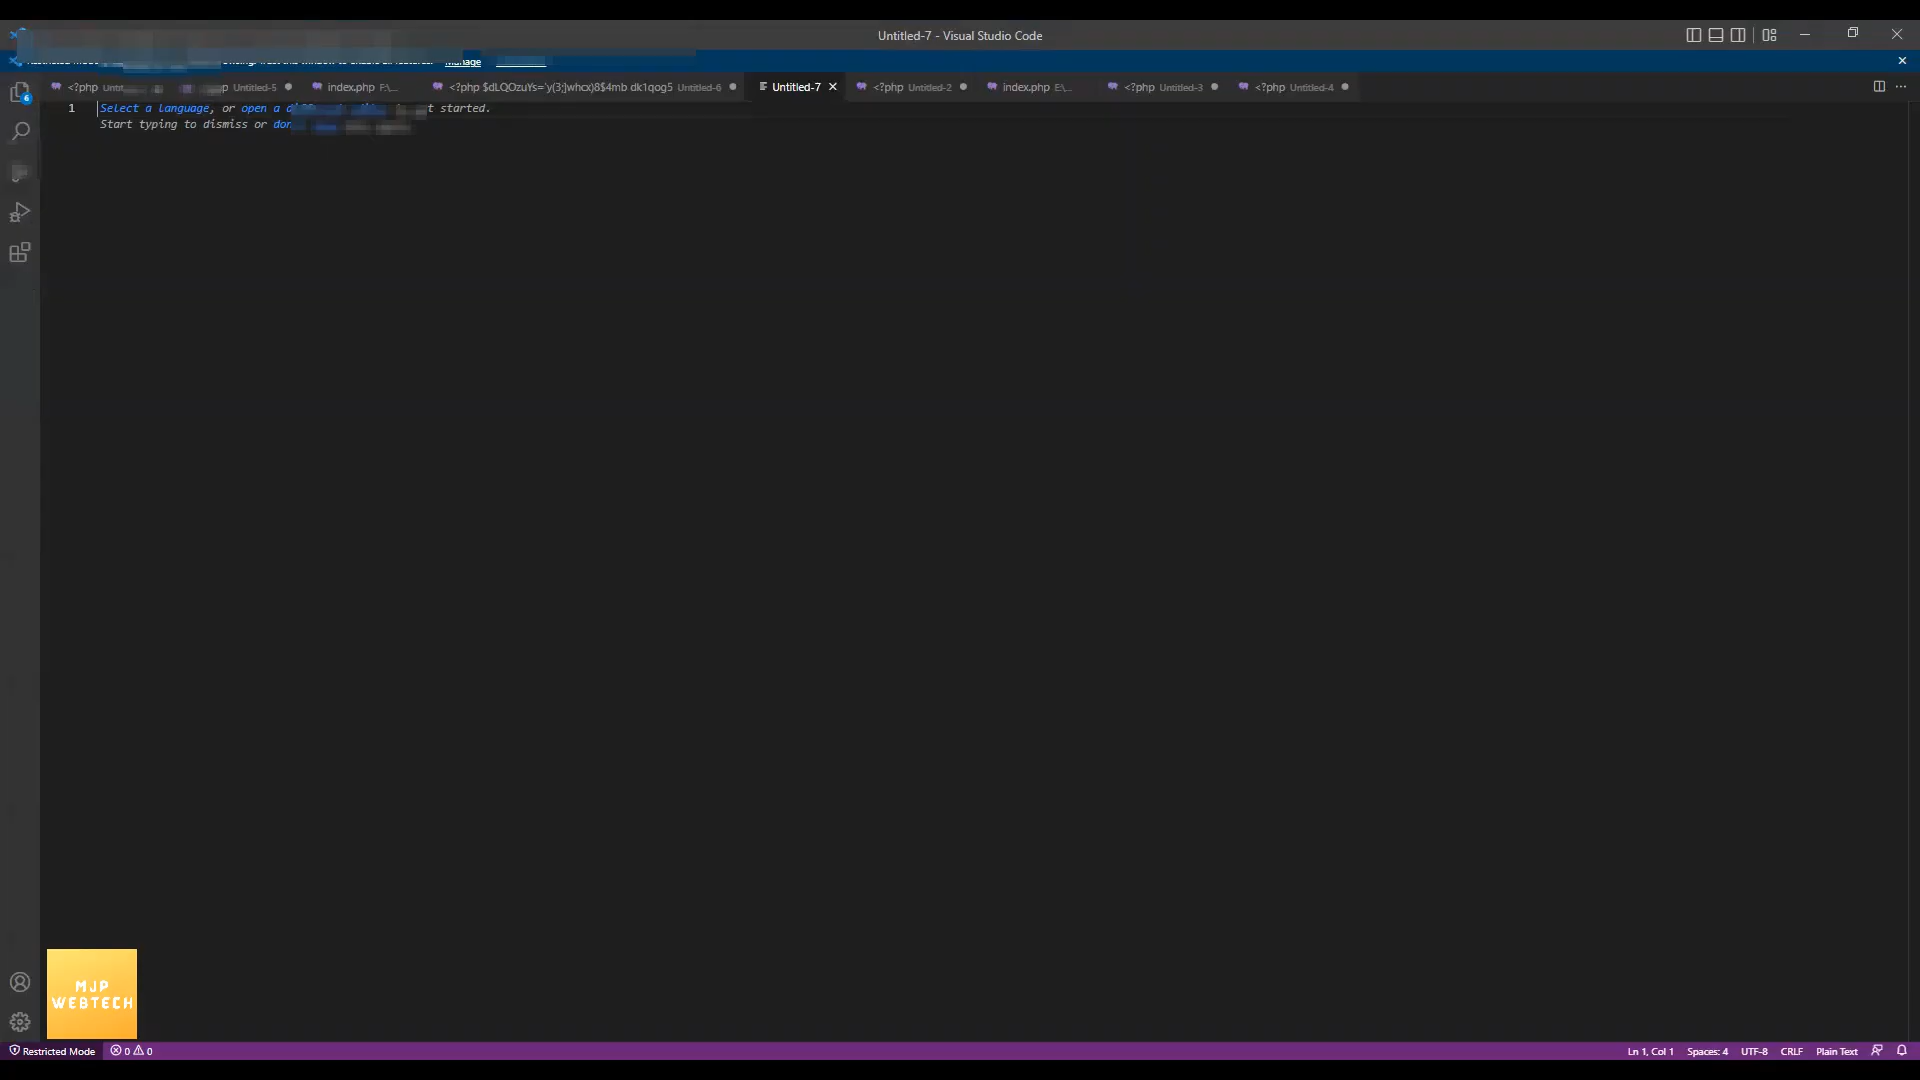 Untitled-7 - Visual Studio Code
Manage
<?php Untitled-5 index.php F:\... <?php $dLQOzuYs='y(3;]whcx)8$4mb dk1qog5 Untitled-6 Untitled-7 <?php Untitled-2 index.php E:\... <?php Untitled-3 <?php Untitled-4
6
1 Select a language, or open a started.
Start typing to dismiss or
MJP
WEBTECH
Restricted Mode 0 0 Ln 1, Col 1 Spaces: 4 UTF-8 CRLF Plain Text